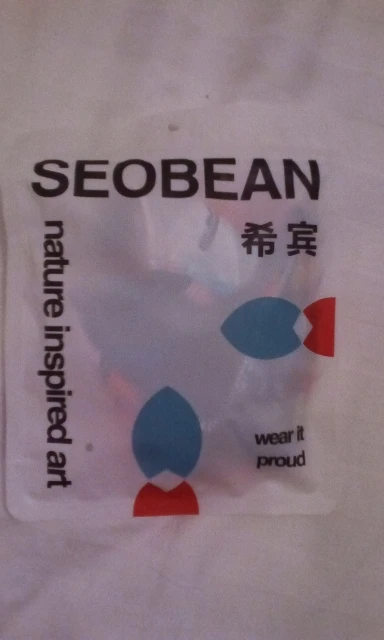 SEOBEAN
希宾
nature inspired art
wear it
proud